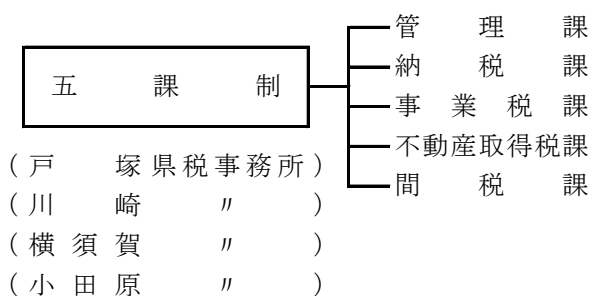 五課制
(戸塚県税事務所)
(川崎〃)
(横須賀〃)
(小田原〃)
管理課
納税課
事業税課
不動産取得税課
間税課